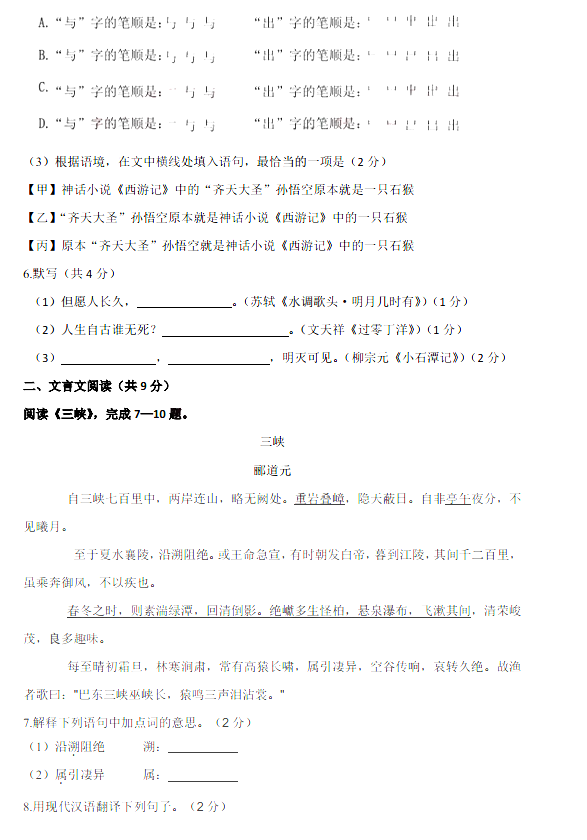 A. “与”字的笔顺是： “出”字的笔顺是：
B. “与”字的笔顺是： “出”字的笔顺是：
C. “与”字的笔顺是： “出”字的笔顺是：
D. “与”字的笔顺是： “出”字的笔顺是：
（3）根据语境，在文中横线处填入语句，最恰当的一项是（2 分）
【甲】神话小说《西游记》中的“齐天大圣”孙悟空原本就是一只石猴
【乙】“齐天大圣”孙悟空原本就是神话小说《西游记》中的一只石猴
【丙】原本“齐天大圣”孙悟空就是神话小说《西游记》中的一只石猴
6.默写（共 4 分）
（1）但愿人长久，______________。（苏轼《水调歌头·明月几时有》）（1 分）
（2）人生自古谁无死？__________________。（文天祥《过零丁洋》）（1 分）
（3）______________，______________，明灭可见。（柳宗元《小石潭记》）（2 分）
二、文言文阅读（共 9 分）
阅读《三峡》，完成 7—10 题。
三峡
郦道元
自三峡七百里中，两岸连山，略无阙处。重岩叠嶂，隐天蔽日。自非亭午夜分，不
见曦月。
至于夏水襄陵，沿溯阻绝。或王命急宣，有时朝发白帝，暮到江陵，其间千二百里，
虽乘奔御风，不以疾也。
春冬之时，则素湍绿潭，回清倒影。绝巘多生怪柏，悬泉瀑布，飞漱其间，清荣峻
茂，良多趣味。
每至晴初霜旦，林寒涧肃，常有高猿长啸，属引凄异，空谷传响，哀转久绝。故渔
者歌曰："巴东三峡巫峡长，猿鸣三声泪沾裳。"
7.解释下列语句中加点词的意思。（2 分）
（1）沿溯阻绝 溯：__________
（2）属引凄异 属：__________
8.用现代汉语翻译下列句子。（2 分）